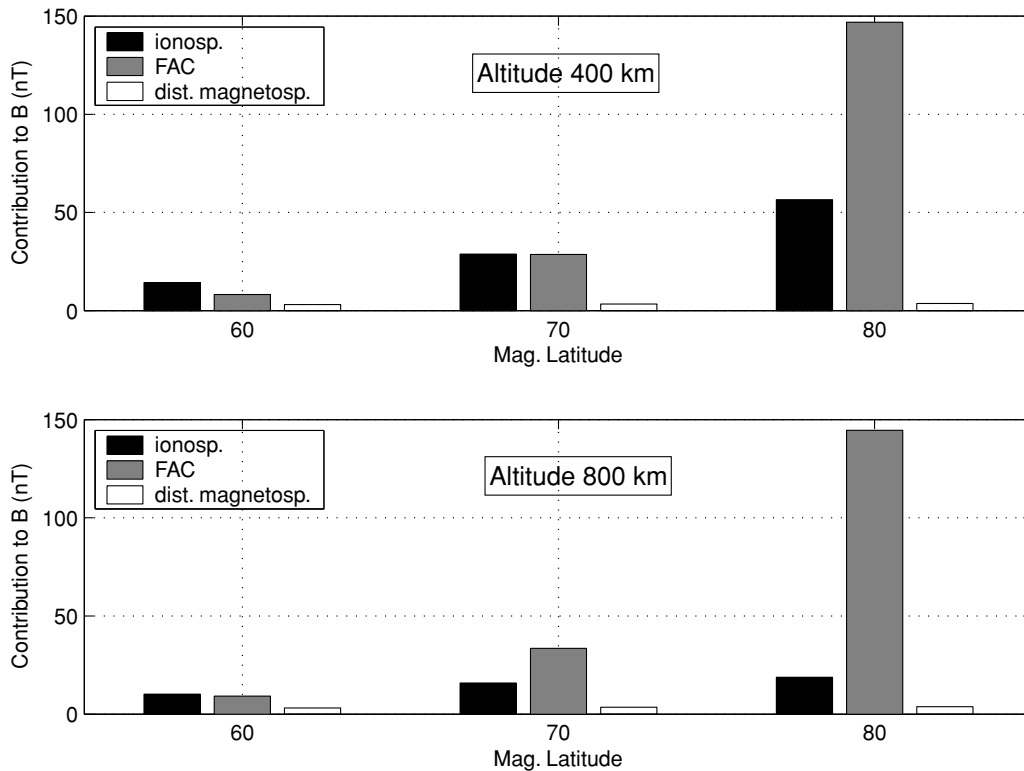 150
100
50
0
Contribution to B (nT)
ionosp.
FAC
dist. magnetosp.
Altitude 400 km
60
70
80
Mag. Latitude
150
100
50
0
Contribution to B (nT)
ionosp.
FAC
dist. magnetosp.
Altitude 800 km
60
70
80
Mag. Latitude